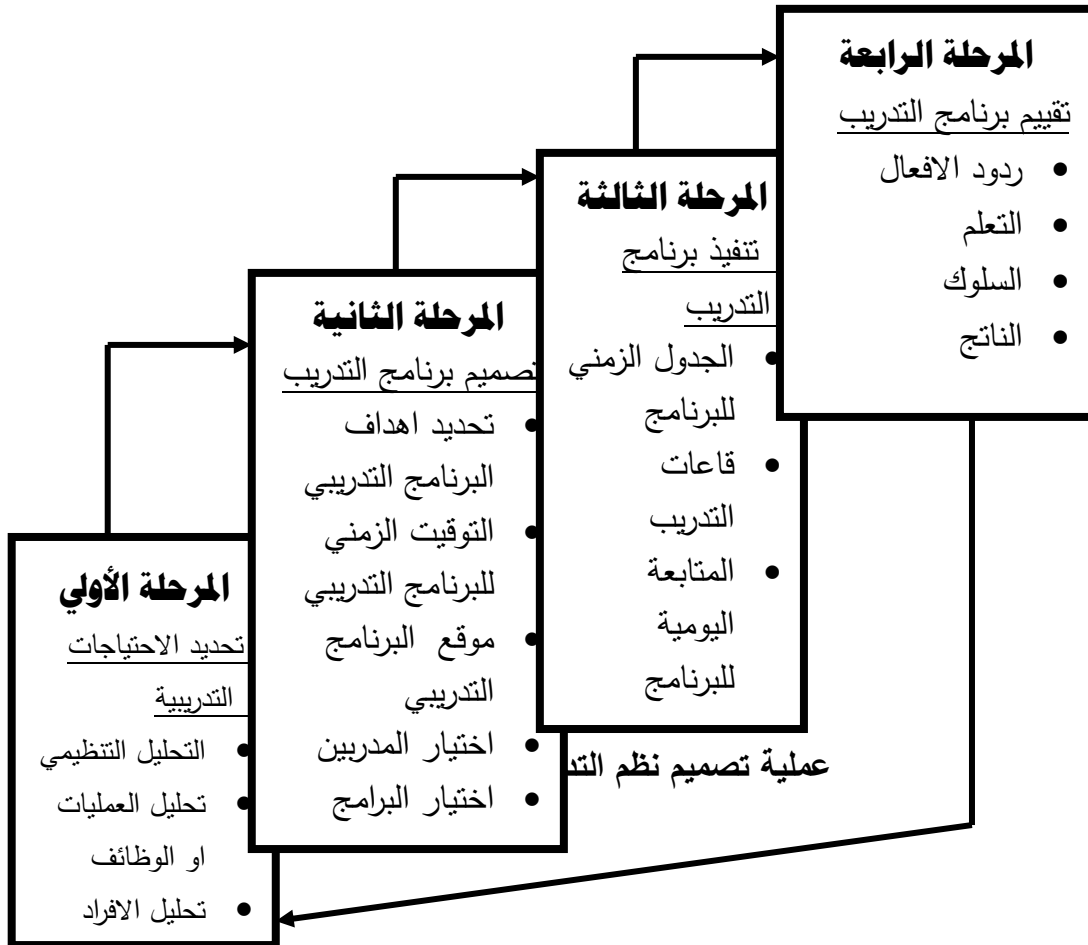 المرحلة الرابعة
تقييم برنامج التدريب
• ردود الافعال
• التعلم
• السلوك
• الناتج
المرحلة الثالثة
تنفيذ برنامج
التدريب
• الجدول الزمني
للبرنامج
• قاعات
التدريب
• المتابعة
اليومية
للبرنامج
المرحلة الثانية
تصميم برنامج التدريب
• تحديد اهداف
البرنامج التدريبي
• التوقيت الزمني
للبرنامج التدريبي
• موقع البرنامج
التدريبي
• اختيار المدربين
• اختيار البرامج
المرحلة الأولي
تحديد الاحتياجات
التدريبية
• التحليل التنظيمي
• تحليل العمليات
او الوظائف
• تحليل الافراد
عملية تصميم نظم